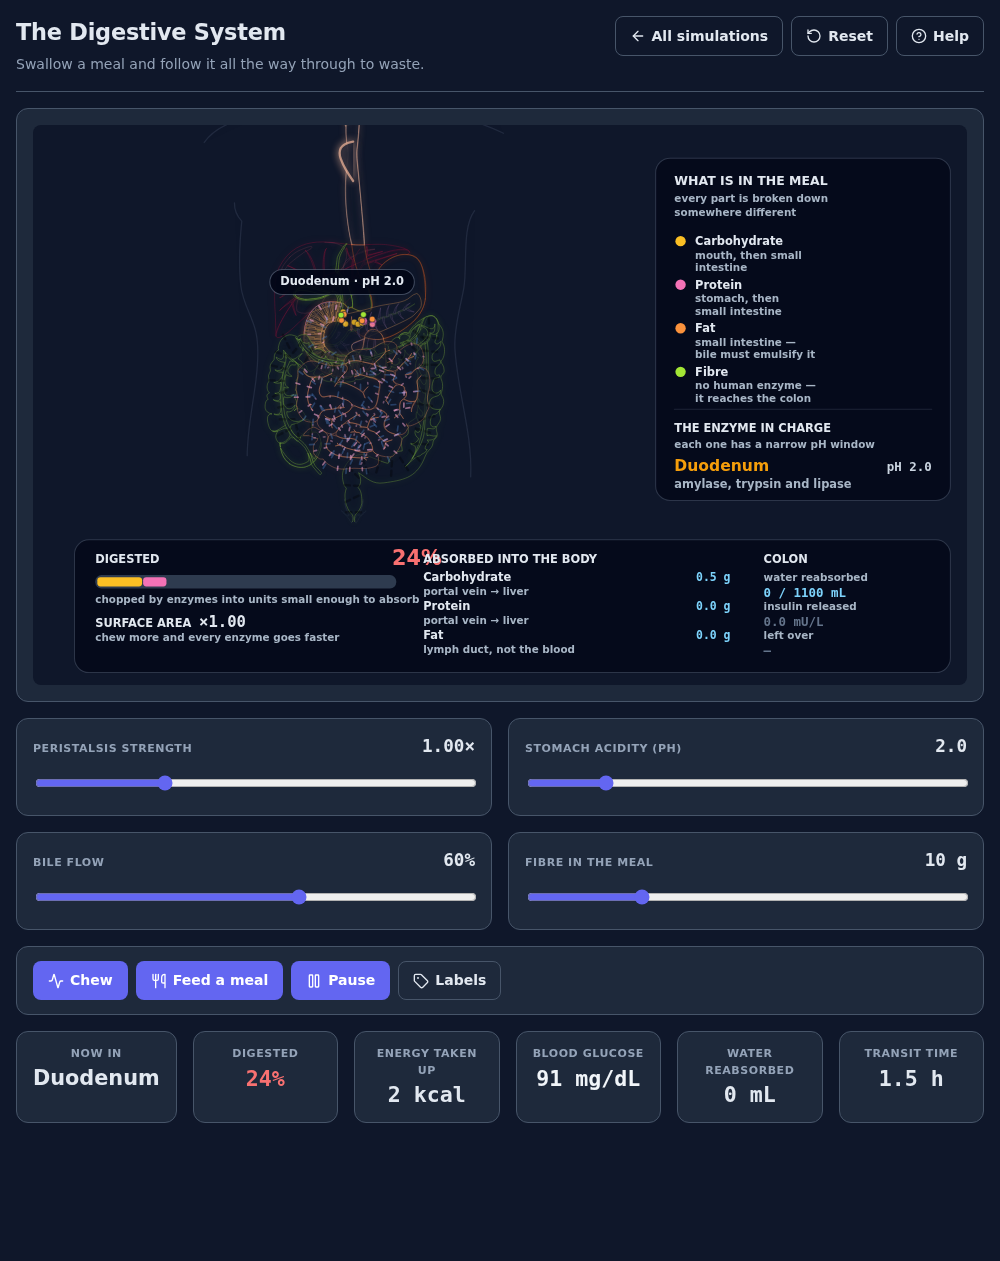 The Digestive System
Swallow a meal and follow it all the way through to waste.
All simulations
Reset
Help
Duodenum · pH 2.0
WHAT IS IN THE MEAL
every part is broken down
somewhere different
Carbohydrate
mouth, then small
intestine
Protein
stomach, then
small intestine
Fat
small intestine —
bile must emulsify it
Fibre
no human enzyme —
it reaches the colon
THE ENZYME IN CHARGE
each one has a narrow pH window
Duodenum pH 2.0
amylase, trypsin and lipase
DIGESTED 24%
chopped by enzymes into units small enough to absorb
SURFACE AREA ×1.00
chew more and every enzyme goes faster
ABSORBED INTO THE BODY
Carbohydrate 0.5 g
portal vein → liver
Protein 0.0 g
portal vein → liver
Fat 0.0 g
lymph duct, not the blood
COLON
water reabsorbed
0 / 1100 mL
insulin released
0.0 mU/L
left over
—
PERISTALSIS STRENGTH 1.00×
STOMACH ACIDITY (PH) 2.0
BILE FLOW 60%
FIBRE IN THE MEAL 10 g
Chew
Feed a meal
Pause
Labels
NOW IN
Duodenum
DIGESTED
24%
ENERGY TAKEN
UP
2 kcal
BLOOD GLUCOSE
91 mg/dL
WATER
REABSORBED
0 mL
TRANSIT TIME
1.5 h